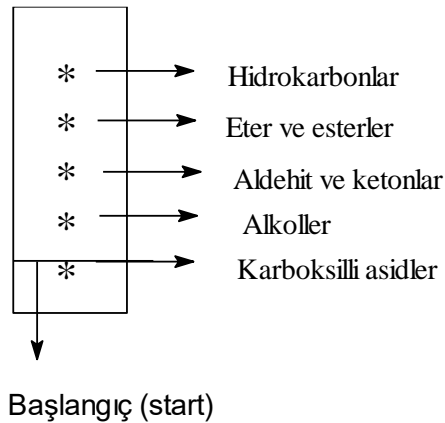 * Hidrokarbonlar
* Eter ve esterler
* Aldehit ve ketonlar
* Alkoller
* Karboksilli asidler
Başlangıç (start)